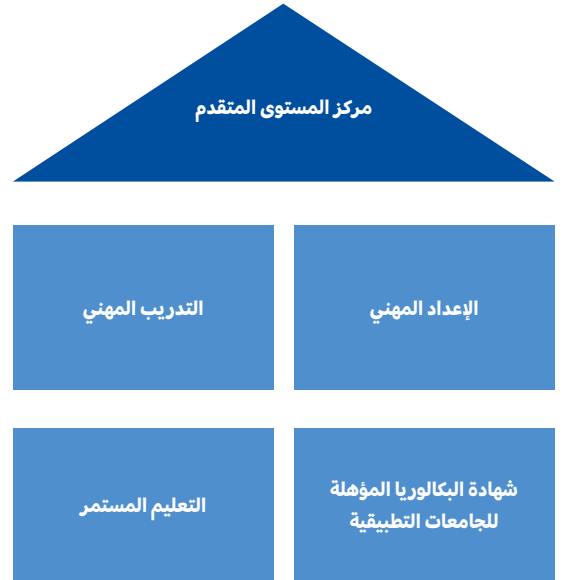 مركز المستوى المتقدم
الإعداد المهني
التدريب المهني
شهادة البكالوريا المؤهلة
للجامعات التطبيقية
التعليم المستمر